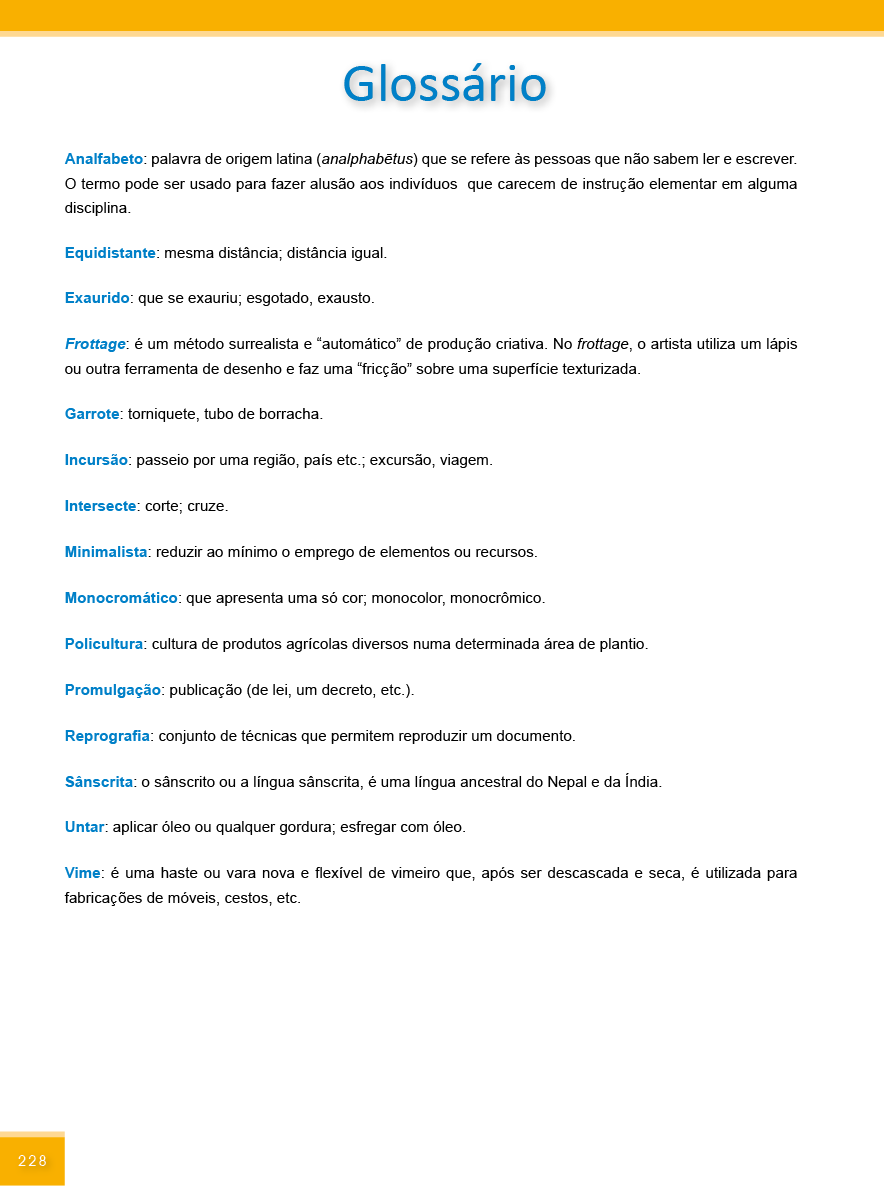 Glossário
Analfabeto: palavra de origem latina (analphabētus) que se refere às pessoas que não sabem ler e escrever.
O termo pode ser usado para fazer alusão aos indivíduos  que carecem de instrução elementar em alguma
disciplina.
Equidistante: mesma distância; distância igual.
Exaurido: que se exauriu; esgotado, exausto.
Frottage: é um método surrealista e “automático” de produção criativa. No frottage, o artista utiliza um lápis
ou outra ferramenta de desenho e faz uma “fricção” sobre uma superfície texturizada.
Garrote: torniquete, tubo de borracha.
Incursão: passeio por uma região, país etc.; excursão, viagem.
Intersecte: corte; cruze.
Minimalista: reduzir ao mínimo o emprego de elementos ou recursos.
Monocromático: que apresenta uma só cor; monocolor, monocrômico.
Policultura: cultura de produtos agrícolas diversos numa determinada área de plantio.
Promulgação: publicação (de lei, um decreto, etc.).
Reprografia: conjunto de técnicas que permitem reproduzir um documento.
Sânscrita: o sânscrito ou a língua sânscrita, é uma língua ancestral do Nepal e da Índia.
Untar: aplicar óleo ou qualquer gordura; esfregar com óleo.
Vime: é uma haste ou vara nova e flexível de vimeiro que, após ser descascada e seca, é utilizada para
fabricações de móveis, cestos, etc.
228